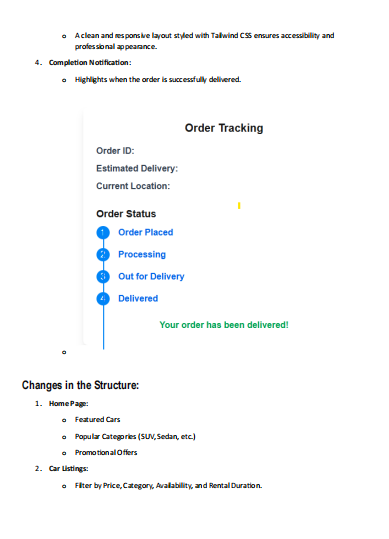 o A clean and responsive layout styled with Tailwind CSS ensures accessibility and
professional appearance.
4. Completion Notification:
o Highlights when the order is successfully delivered.
Order Tracking
Order ID:
Estimated Delivery:
Current Location:
Order Status
1 Order Placed
2 Processing
3 Out for Delivery
4 Delivered
Your order has been delivered!
o
Changes in the Structure:
1. Home Page:
o Featured Cars
o Popular Categories (SUV, Sedan, etc.)
o Promotional Offers
2. Car Listings:
o Filter by Price, Category, Availability, and Rental Duration.